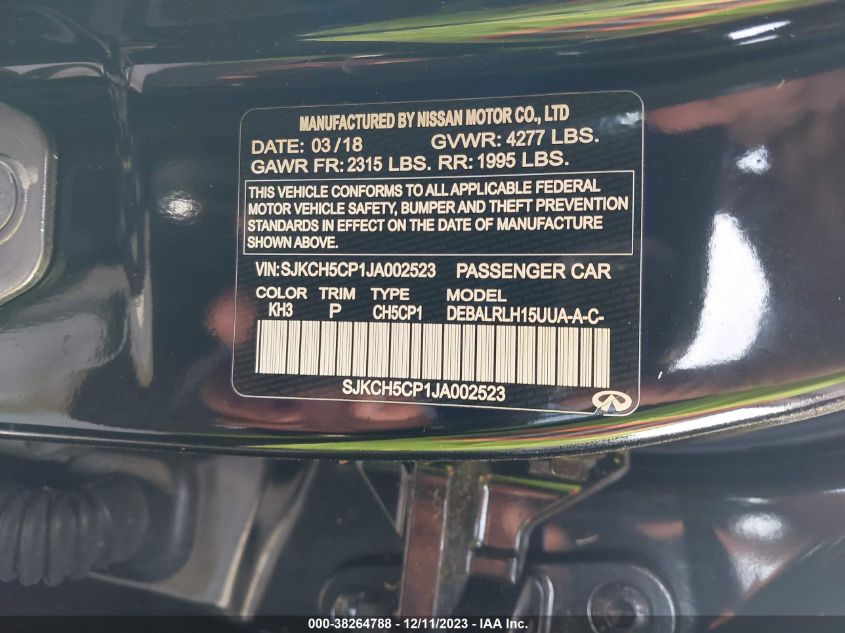 MANUFACTURED BY NISSAN MOTOR CO., LTD
DATE: 03/18 GVWR: 4277 LBS.
GAWR FR: 2315 LBS. RR: 1995 LBS.
THIS VEHICLE CONFORMS TO ALL APPLICABLE FEDERAL
MOTOR VEHICLE SAFETY, BUMPER AND THEFT PREVENTION
STANDARDS IN EFFECT ON THE DATE OF MANUFACTURE
SHOWN ABOVE.
VIN:SJKCH5CP1JA002523 PASSENGER CAR
COLOR TRIM TYPE MODEL
KH3 P CH5CP1 DEBALRLH15UUA-A-C-
SJKCH5CP1JA002523
000-38264788 - 12/11/2023 - IAA Inc.